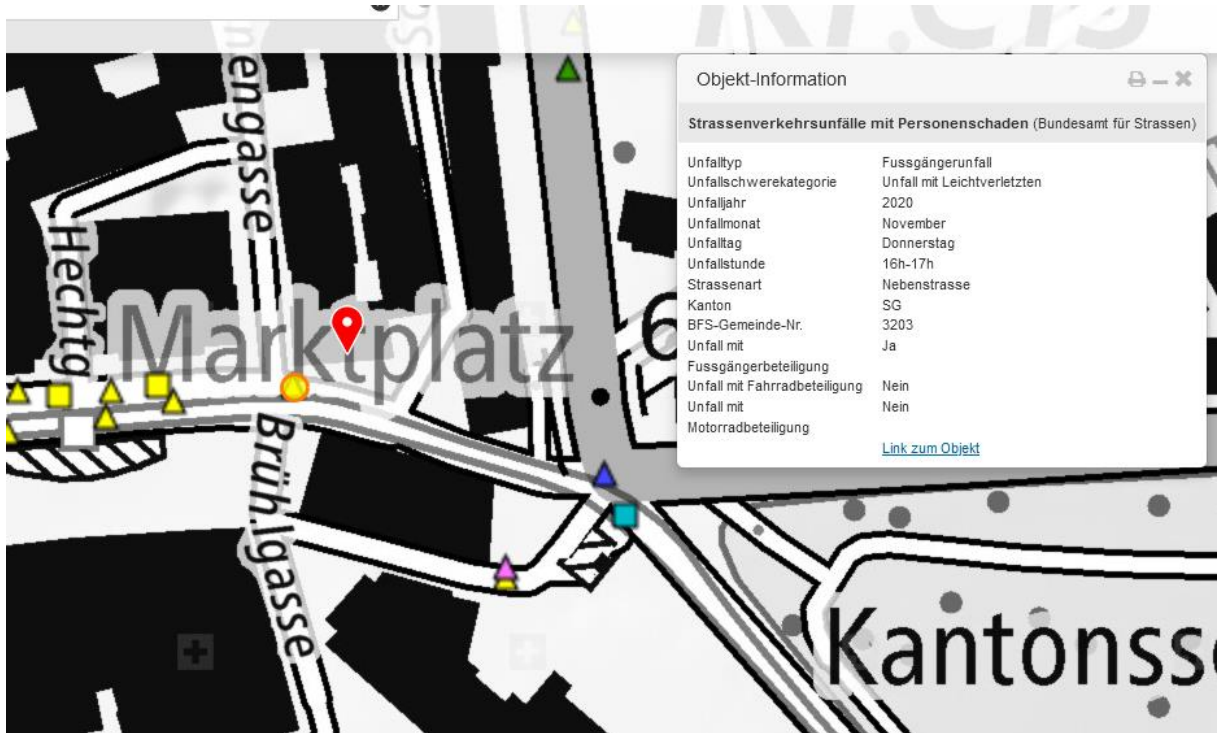 Objekt-Information
Strassenverkehrsunfälle mit Personenschaden (Bundesamt für Strassen)
Unfalltyp Fussgängerunfall
Unfallschwerekategorie Unfall mit Leichtverletzten
Unfalljahr 2020
Unfallmonat November
Unfalltag Donnerstag
Unfallstunde 16h-17h
Strassenart Nebenstrasse
Kanton SG
BFS-Gemeinde-Nr. 3203
Unfall mit Ja
Fussgängerbeteiligung
Unfall mit Fahrradbeteiligung Nein
Unfall mit Nein
Motorradbeteiligung
Link zum Objekt
nengasse
Hechtg
Marktplatz
Brühlgasse
Kantonss